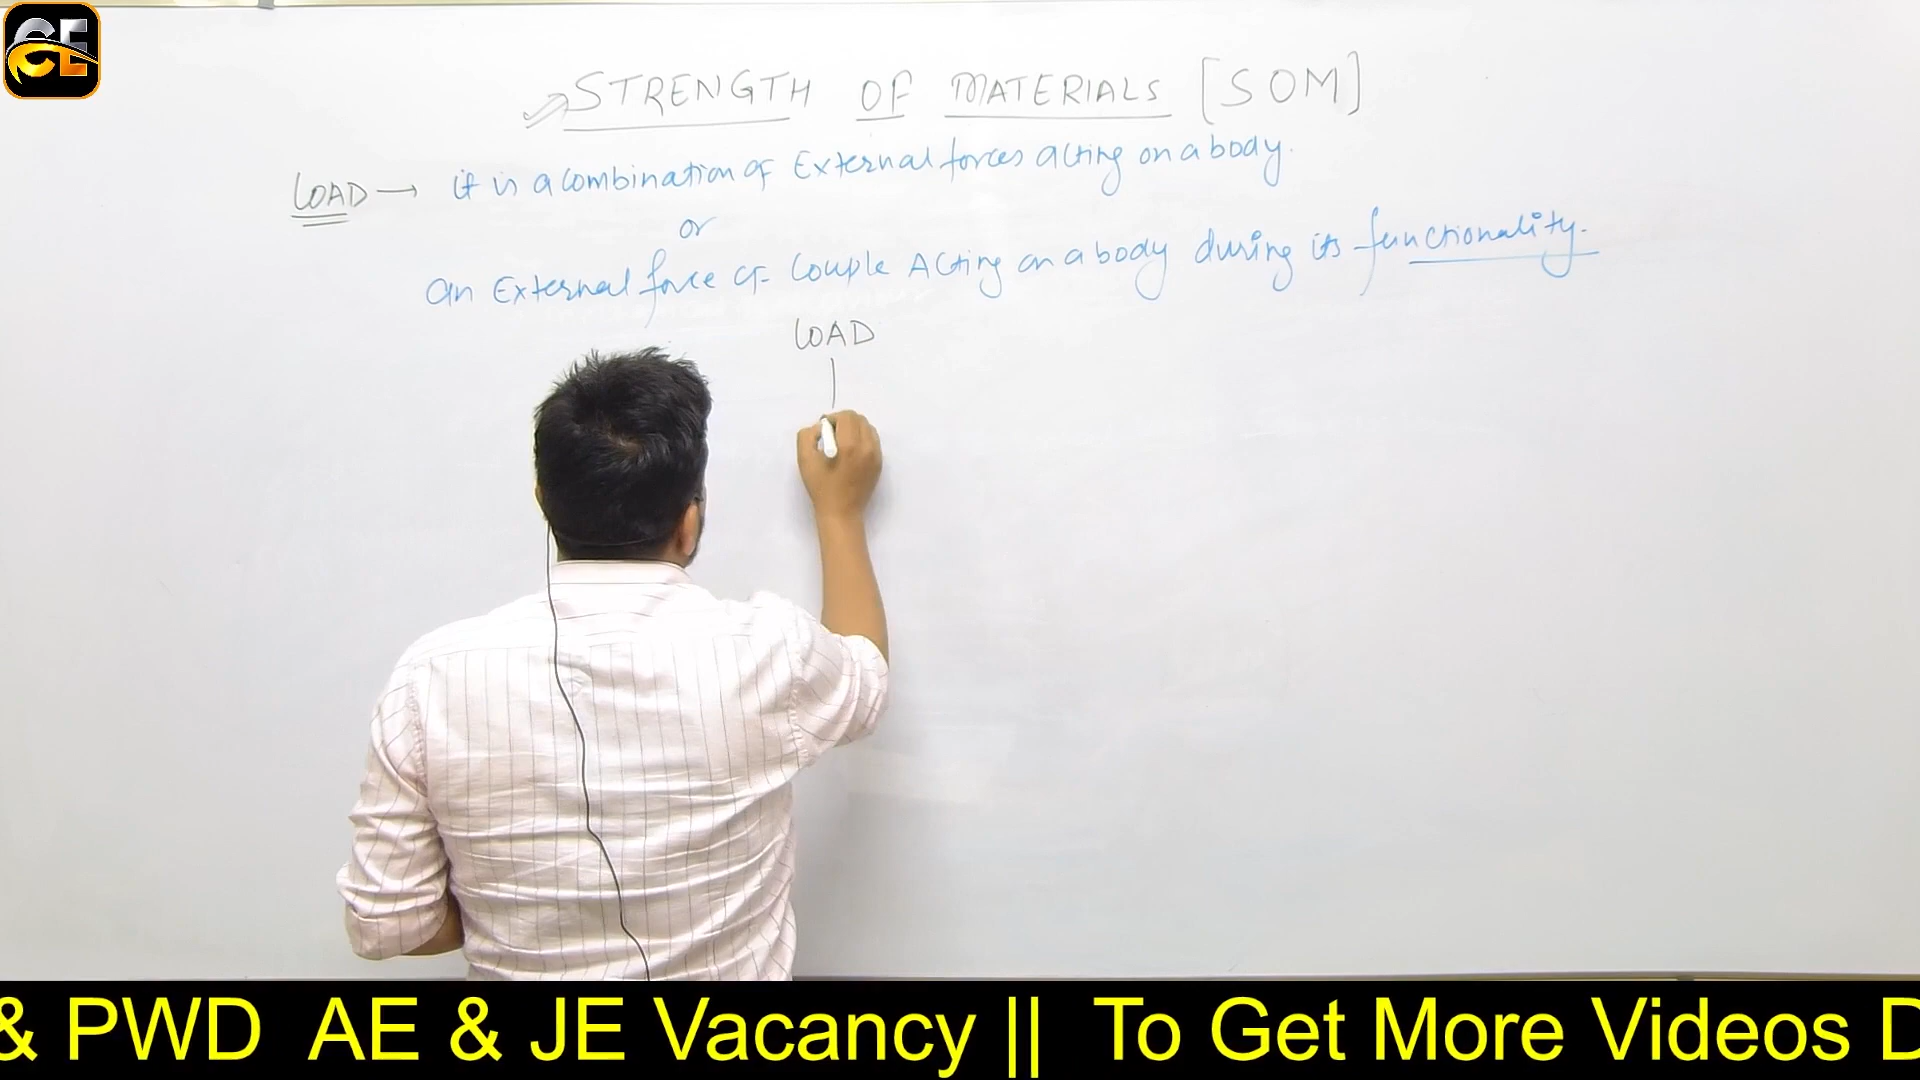 CE
STRENGTH OF MATERIALS [SOM]
LOAD → it is a combination of External forces acting on a body.
or
an External force or Couple Acting on a body during its functionality.
LOAD
& PWD AE & JE Vacancy || To Get More Videos D